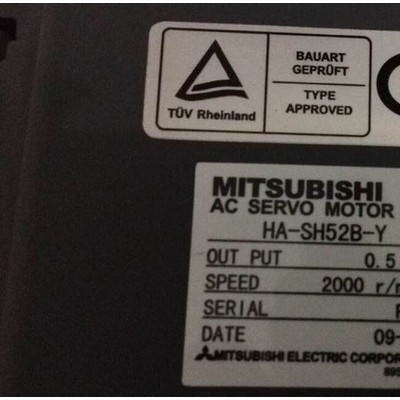 TÜV Rheinland
BAUART
GEPRÜFT
TYPE
APPROVED
MITSUBISHI
AC SERVO MOTOR
HA-SH52B-Y
OUT PUT 0.5
SPEED 2000 r/m
SERIAL
DATE 09-
MITSUBISHI ELECTRIC CORPOR